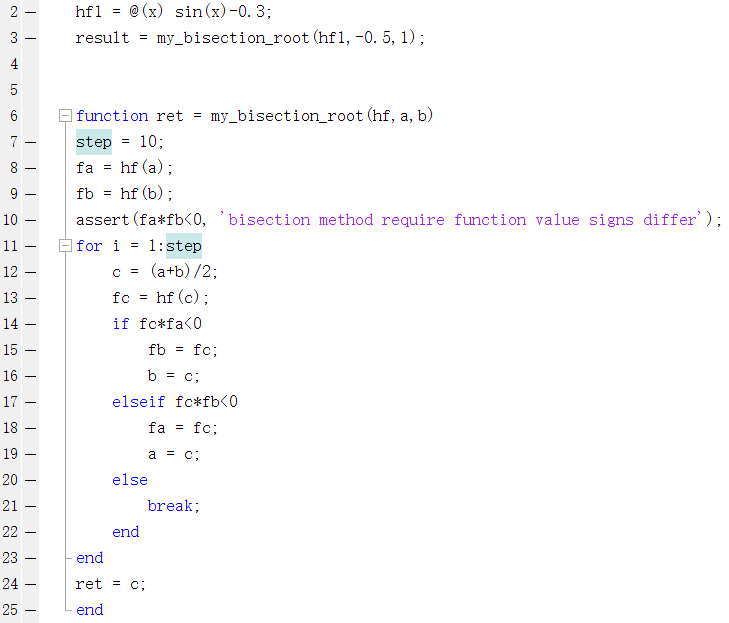 2 — hf1 = @(x) sin(x)-0.3;
3 — result = my_bisection_root(hf1,-0.5,1);
4
5
6 function ret = my_bisection_root(hf,a,b)
7 — step = 10;
8 — fa = hf(a);
9 — fb = hf(b);
10 — assert(fa*fb<0, 'bisection method require function value signs differ');
11 — for i = 1:step
12 — c = (a+b)/2;
13 — fc = hf(c);
14 — if fc*fa<0
15 — fb = fc;
16 — b = c;
17 — elseif fc*fb<0
18 — fa = fc;
19 — a = c;
20 — else
21 — break;
22 — end
23 — end
24 — ret = c;
25 — end